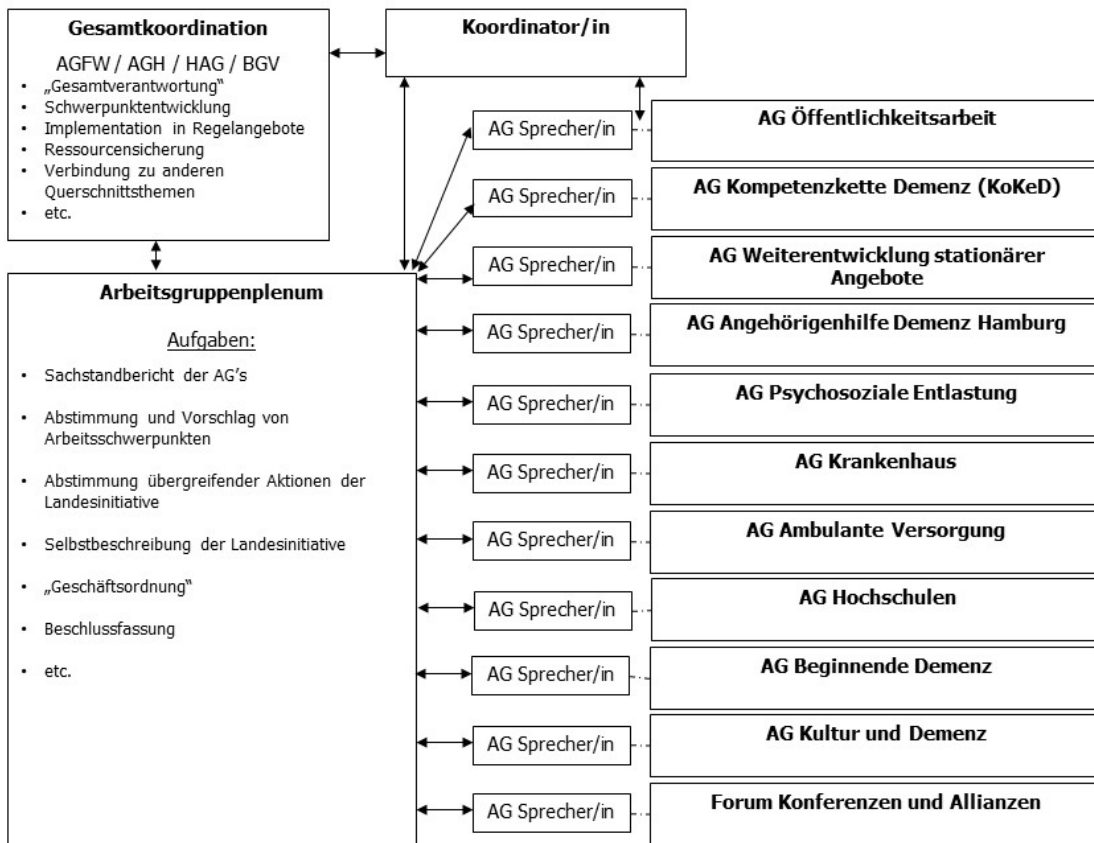 Gesamtkoordination
AGFW / AGH / HAG / BGV
• „Gesamtverantwortung“
• Schwerpunktentwicklung
• Implementation in Regelangebote
• Ressourcensicherung
• Verbindung zu anderen
Querschnittsthemen
• etc.
Koordinator/in
Arbeitsgruppenplenum
Aufgaben:
• Sachstandbericht der AG’s
• Abstimmung und Vorschlag von
Arbeitsschwerpunkten
• Abstimmung übergreifender Aktionen der
Landesinitiative
• Selbstbeschreibung der Landesinitiative
• „Geschäftsordnung“
• Beschlussfassung
• etc.
AG Sprecher/in
AG Öffentlichkeitsarbeit
AG Sprecher/in
AG Kompetenzkette Demenz (KoKeD)
AG Sprecher/in
AG Weiterentwicklung stationärer
Angebote
AG Sprecher/in
AG Angehörigenhilfe Demenz Hamburg
AG Sprecher/in
AG Psychosoziale Entlastung
AG Sprecher/in
AG Krankenhaus
AG Sprecher/in
AG Ambulante Versorgung
AG Sprecher/in
AG Hochschulen
AG Sprecher/in
AG Beginnende Demenz
AG Sprecher/in
AG Kultur und Demenz
AG Sprecher/in
Forum Konferenzen und Allianzen